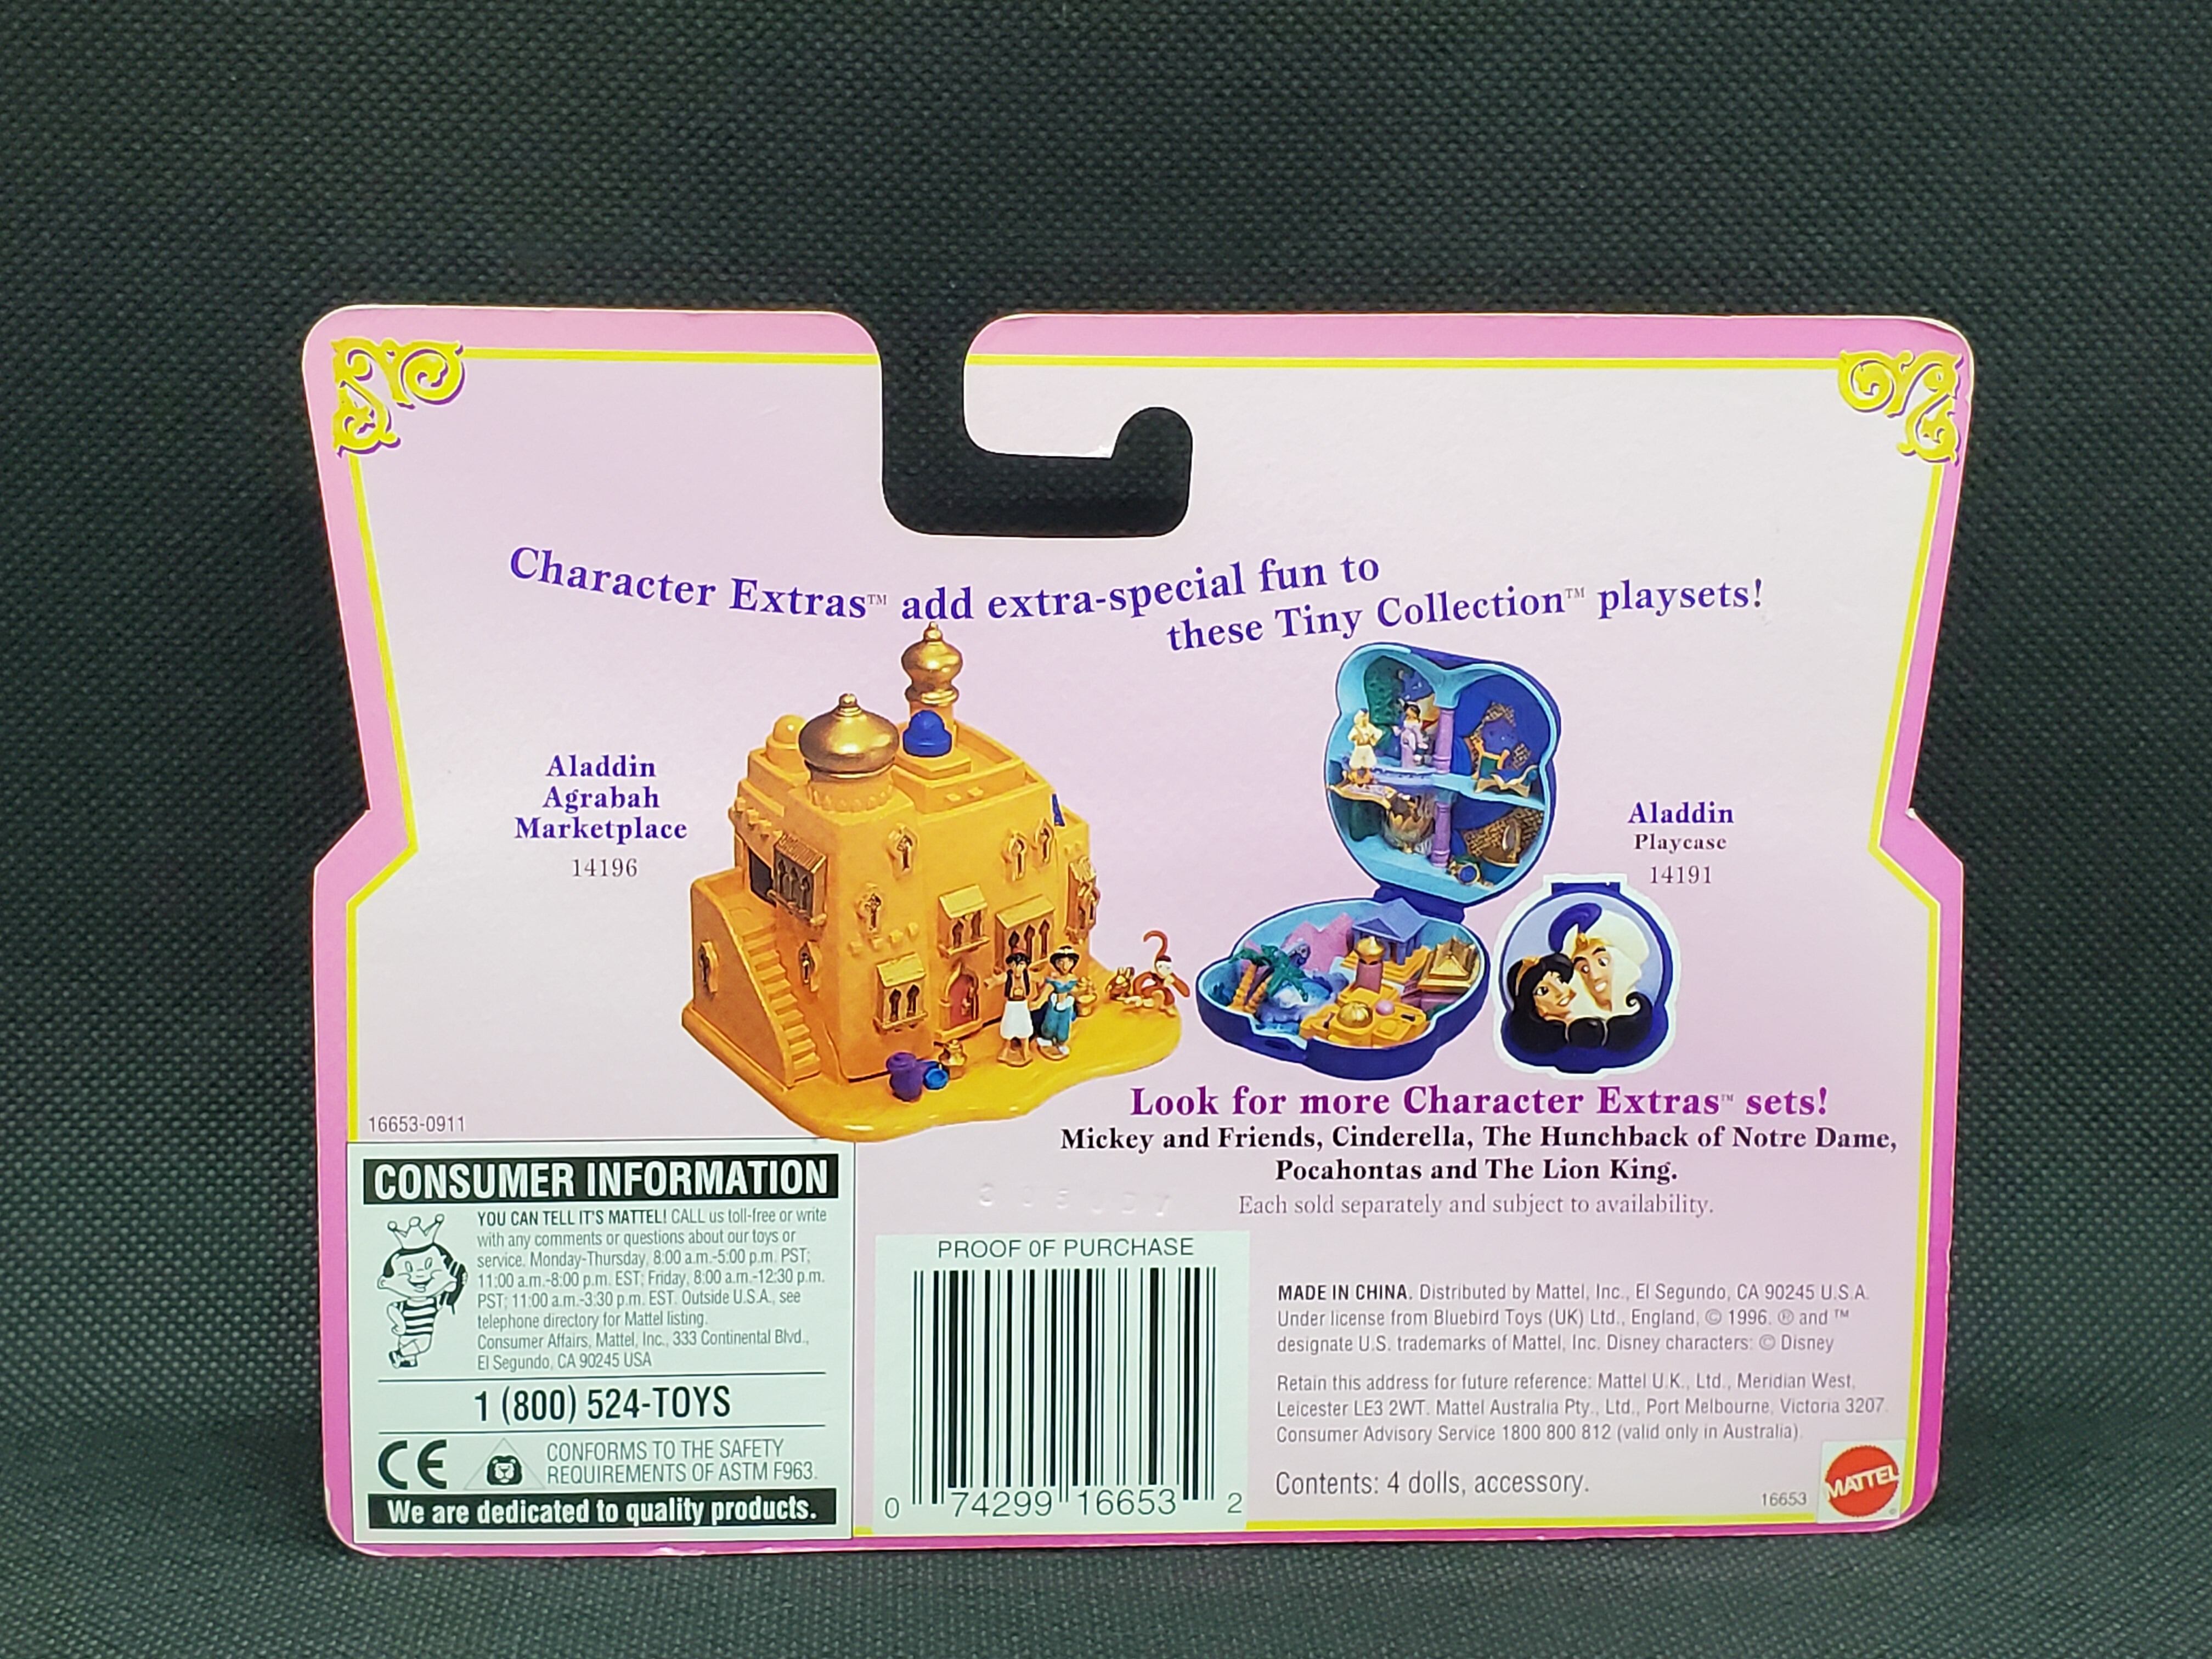 Character Extras™ add extra-special fun to
these Tiny Collection™ playsets!
Aladdin
Agrabah
Marketplace
14196
Aladdin
Playcase
14191
Look for more Character Extras™ sets!
Mickey and Friends, Cinderella, The Hunchback of Notre Dame,
Pocahontas and The Lion King.
Each sold separately and subject to availability.
16653-0911
CONSUMER INFORMATION
YOU CAN TELL IT'S MATTEL! CALL us toll-free or write
with any comments or questions about our toys or
service. Monday-Thursday, 8:00 a.m.-5:00 p.m. PST;
11:00 a.m.-8:00 p.m. EST; Friday, 8:00 a.m.-12:30 p.m.
PST; 11:00 a.m.-3:30 p.m. EST. Outside U.S.A., see
telephone directory for Mattel listing.
Consumer Affairs, Mattel, Inc., 333 Continental Blvd.,
El Segundo, CA 90245 USA
1 (800) 524-TOYS
CE
CONFORMS TO THE SAFETY
REQUIREMENTS OF ASTM F963.
We are dedicated to quality products.
PROOF OF PURCHASE
0 74299 16653 2
MADE IN CHINA. Distributed by Mattel, Inc., El Segundo, CA 90245 U.S.A.
Under license from Bluebird Toys (UK) Ltd., England, © 1996. ® and ™
designate U.S. trademarks of Mattel, Inc. Disney characters: © Disney
Retain this address for future reference: Mattel U.K., Ltd., Meridian West,
Leicester LE3 2WT. Mattel Australia Pty., Ltd., Port Melbourne, Victoria 3207.
Consumer Advisory Service 1800 800 812 (valid only in Australia).
Contents: 4 dolls, accessory.
16653
MATTEL